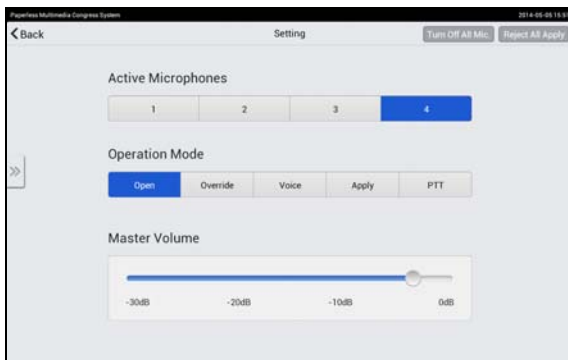 Paperless Multimedia Congress System 2014-05-05 15:51
Back Setting Turn Off All Mic. Reject All Apply
Active Microphones
1 2 3 4
Operation Mode
Open Override Voice Apply PTT
Master Volume
-30dB -20dB -10dB 0dB